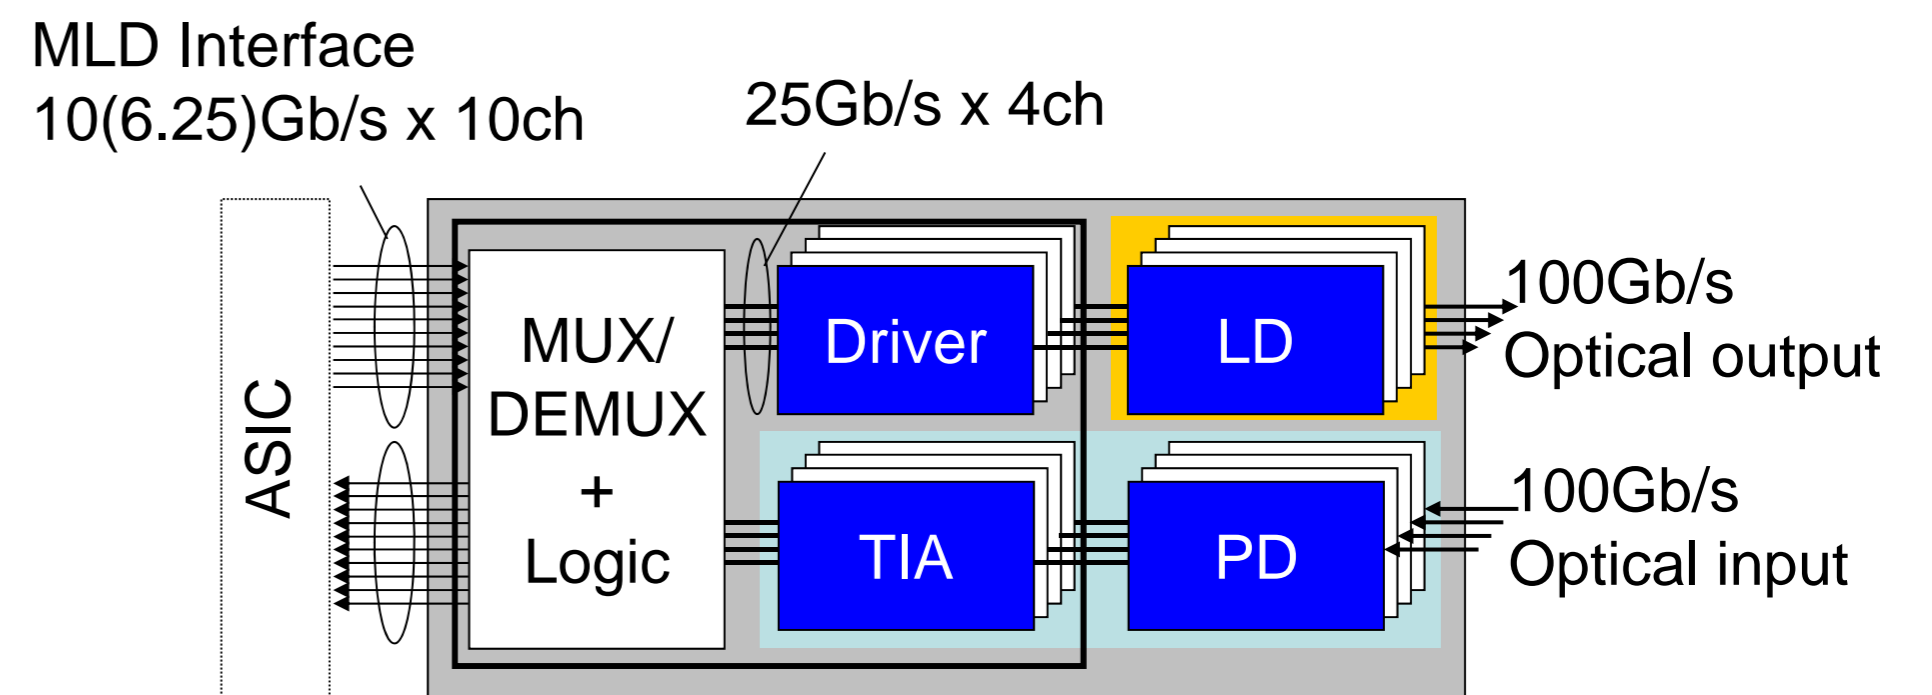 MLD Interface
10(6.25)Gb/s x 10ch
25Gb/s x 4ch
ASIC
MUX/
DEMUX
+
Logic
Driver
LD
100Gb/s
Optical output
TIA
PD
100Gb/s
Optical input